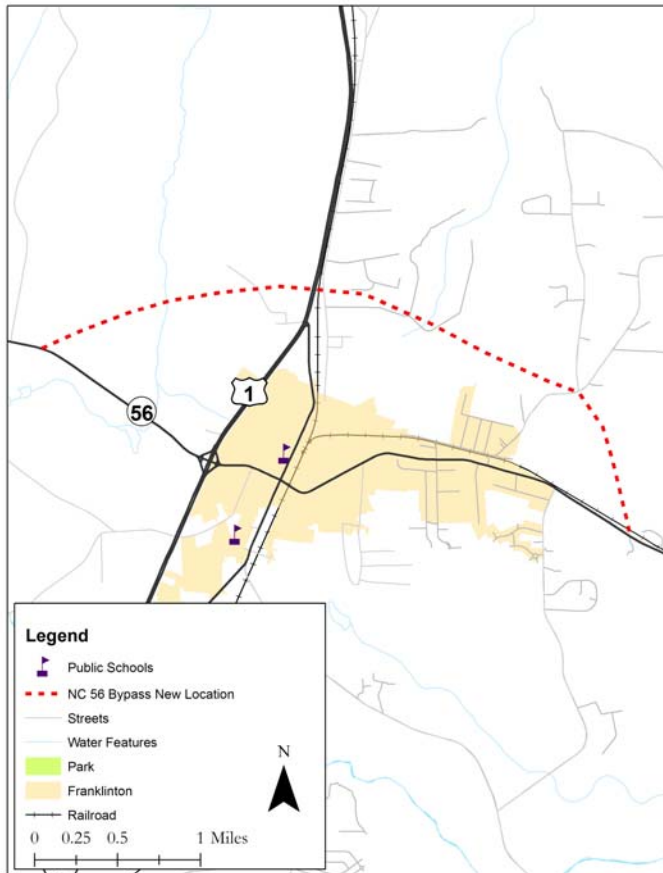 1
56
Legend
Public Schools
NC 56 Bypass New Location
Streets
Water Features
Park
Franklinton
Railroad
N
0 0.25 0.5 1 Miles